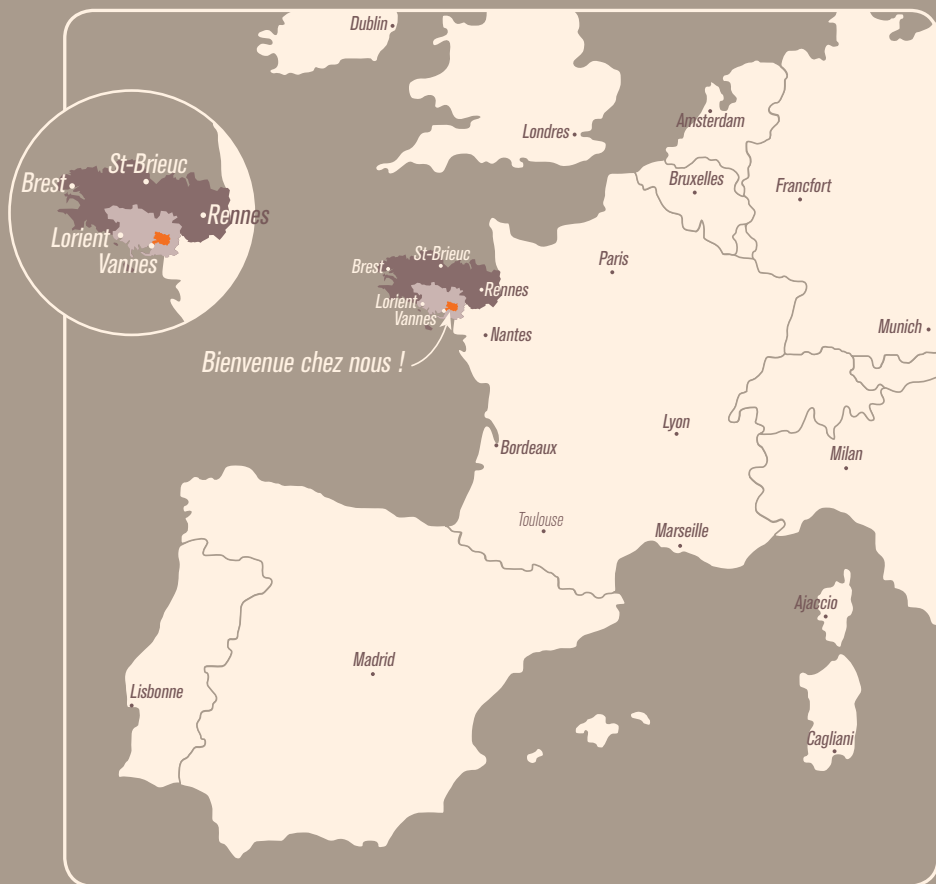 Dublin
Londres
Amsterdam
Bruxelles
Francfort
St-Brieuc
Brest
Rennes
Lorient
Vannes
St-Brieuc
Brest
Rennes
Lorient
Vannes
Paris
Nantes
Munich
Bienvenue chez nous !
Lyon
Bordeaux
Milan
Toulouse
Marseille
Ajaccio
Madrid
Lisbonne
Cagliani